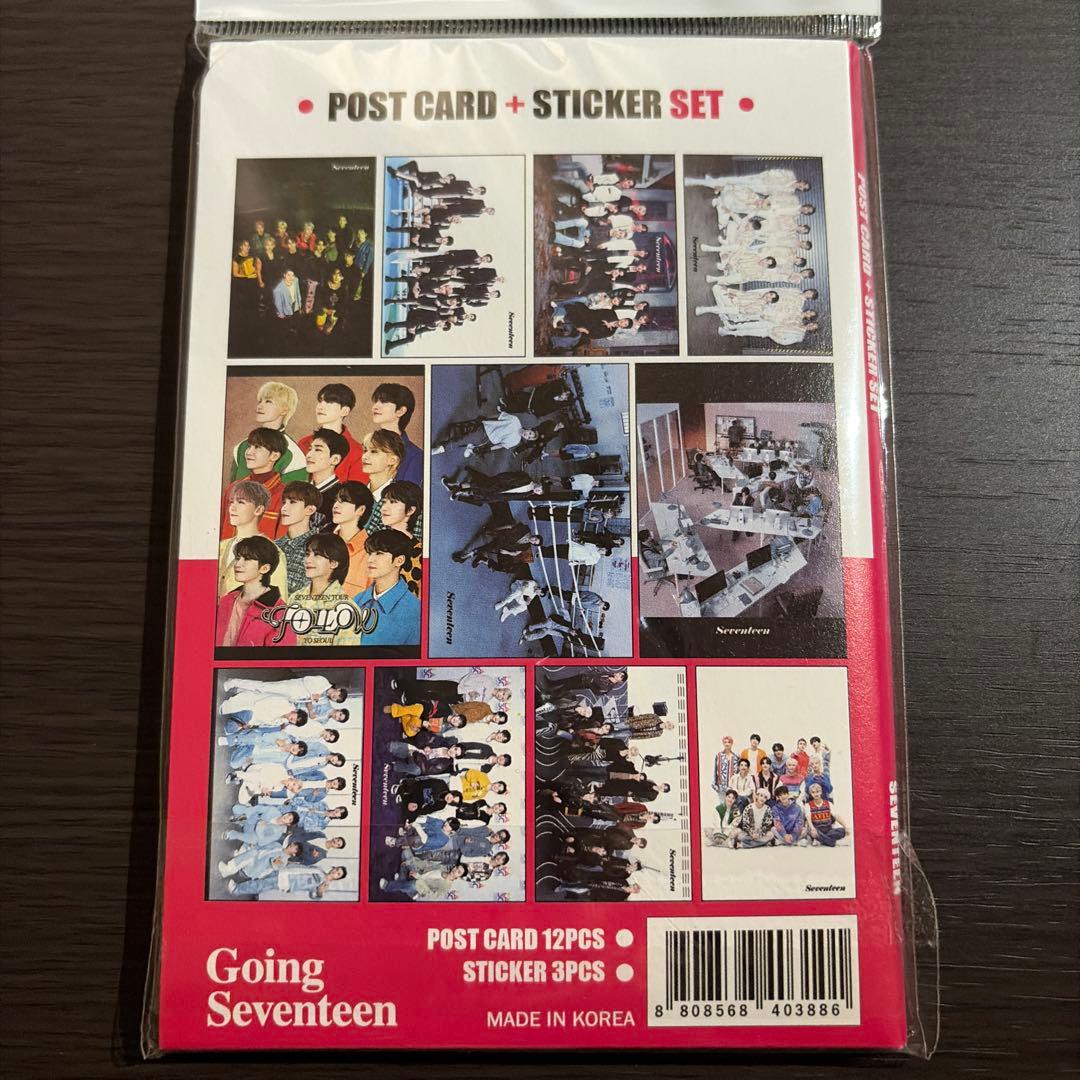 • POST CARD + STICKER SET •
Seventeen
Seventeen
Seventeen
Seventeen
SEVENTEEN TOUR
FOLLOW
TO SEOUL
Seventeen
Seventeen
Seventeen
Seventeen
Seventeen
Seventeen
POST CARD 12PCS ●
STICKER 3PCS ●
Going
Seventeen
MADE IN KOREA
8 808568 403886
POST CARD + STICKER SET
SEVENTEEN